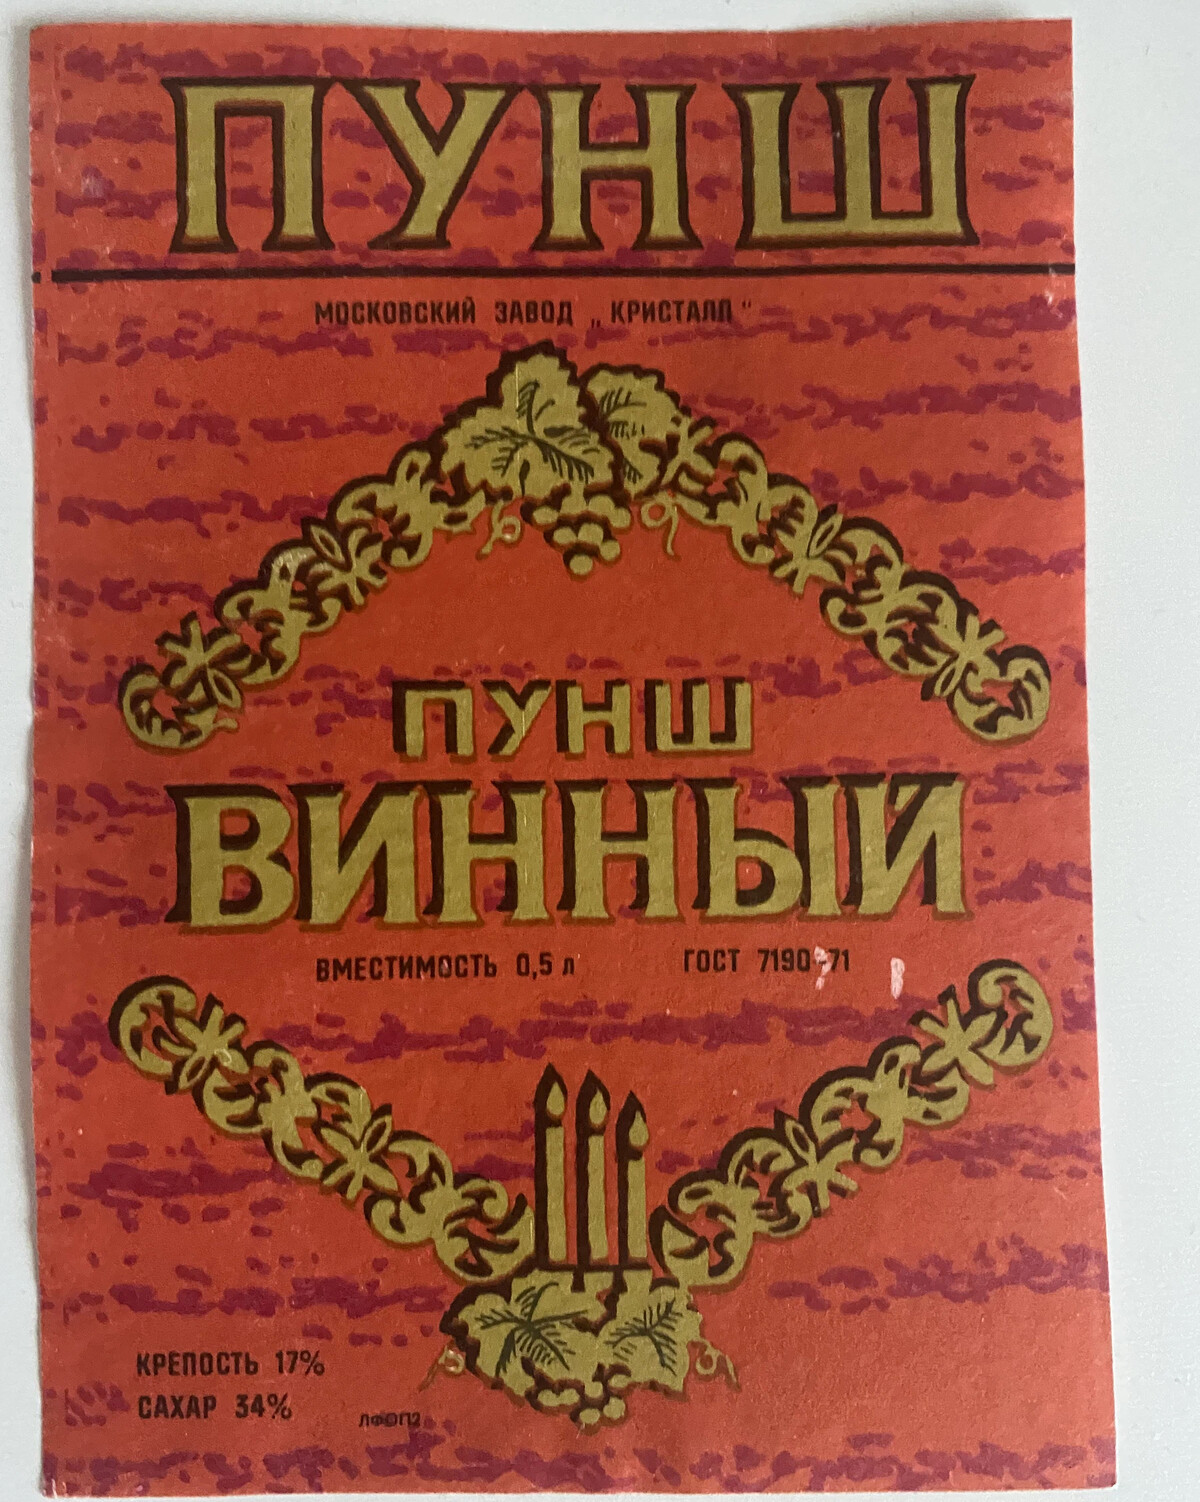 ПУНШ
МОСКОВСКИЙ ЗАВОД „КРИСТАЛЛ"
ПУНШ
ВИННЫЙ
ВМЕСТИМОСТЬ 0,5 л ГОСТ 7190-71
КРЕПОСТЬ 17%
САХАР 34%
ЛФОП2